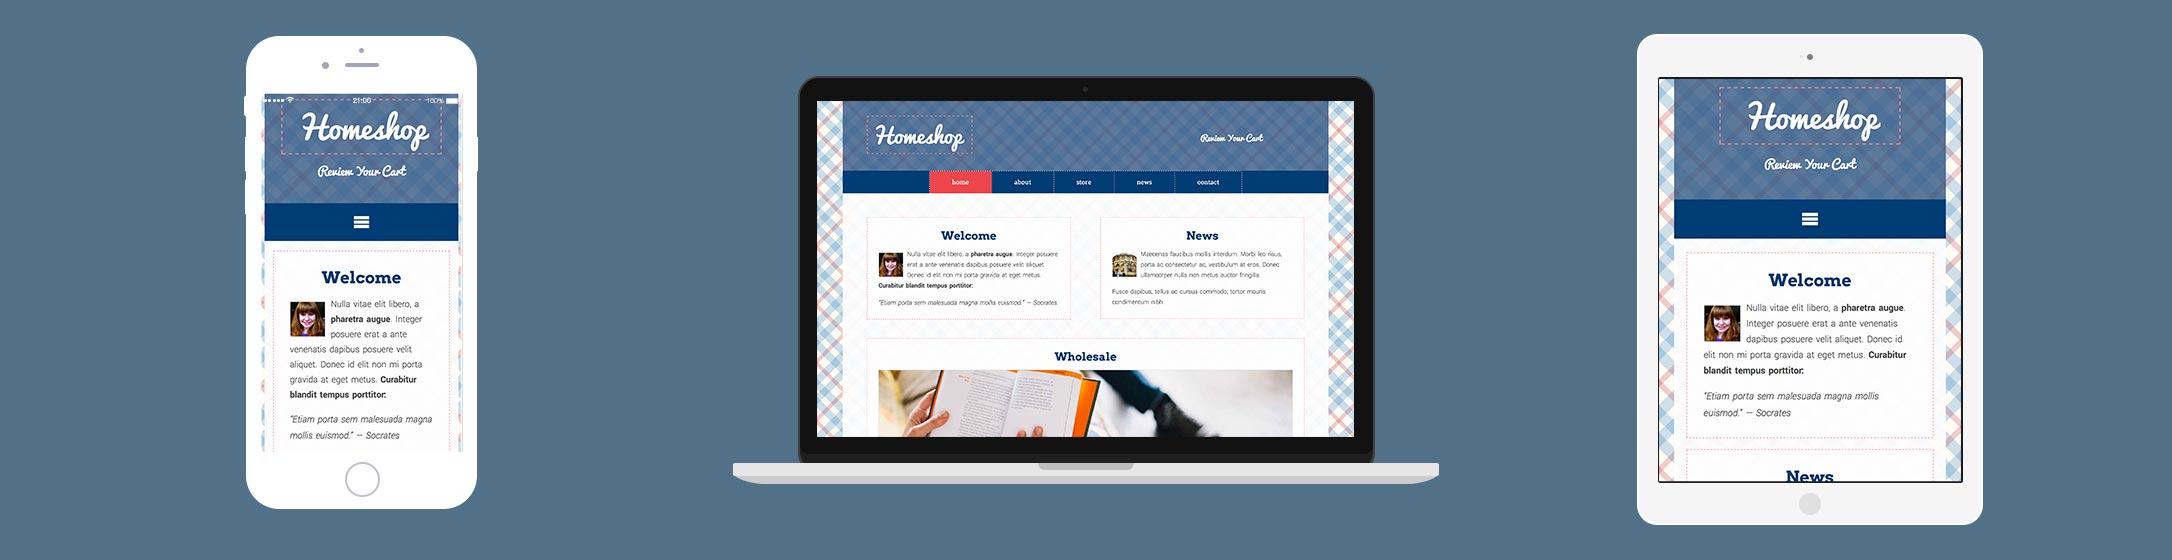 21:00
100%
Homeshop
Review Your Cart
Welcome
Nulla vitae elit libero, a
pharetra augue. Integer
posuere erat a ante
venenatis dapibus posuere velit
aliquet. Donec id elit non mi porta
gravida at eget metus. Curabitur
blandit tempus porttitor:
"Etiam porta sem malesuada magna
mollis euismod." — Socrates
Homeshop
Review Your Cart
home
about
store
news
contact
Welcome
Nulla vitae elit libero, a pharetra augue. Integer posuere
erat a ante venenatis dapibus posuere velit aliquet.
Donec id elit non mi porta gravida at eget metus.
Curabitur blandit tempus porttitor:
"Etiam porta sem malesuada magna mollis euismod." — Socrates
News
Maecenas faucibus mollis interdum. Morbi leo risus,
porta ac consectetur ac, vestibulum at eros. Donec
ullamcorper nulla non metus auctor fringilla.
Fusce dapibus, tellus ac cursus commodo, tortor mauris
condimentum nibh.
Wholesale
Homeshop
Review Your Cart
Welcome
Nulla vitae elit libero, a pharetra augue.
Integer posuere erat a ante venenatis
dapibus posuere velit aliquet. Donec id
elit non mi porta gravida at eget metus. Curabitur
blandit tempus porttitor:
"Etiam porta sem malesuada magna mollis
euismod." — Socrates
News